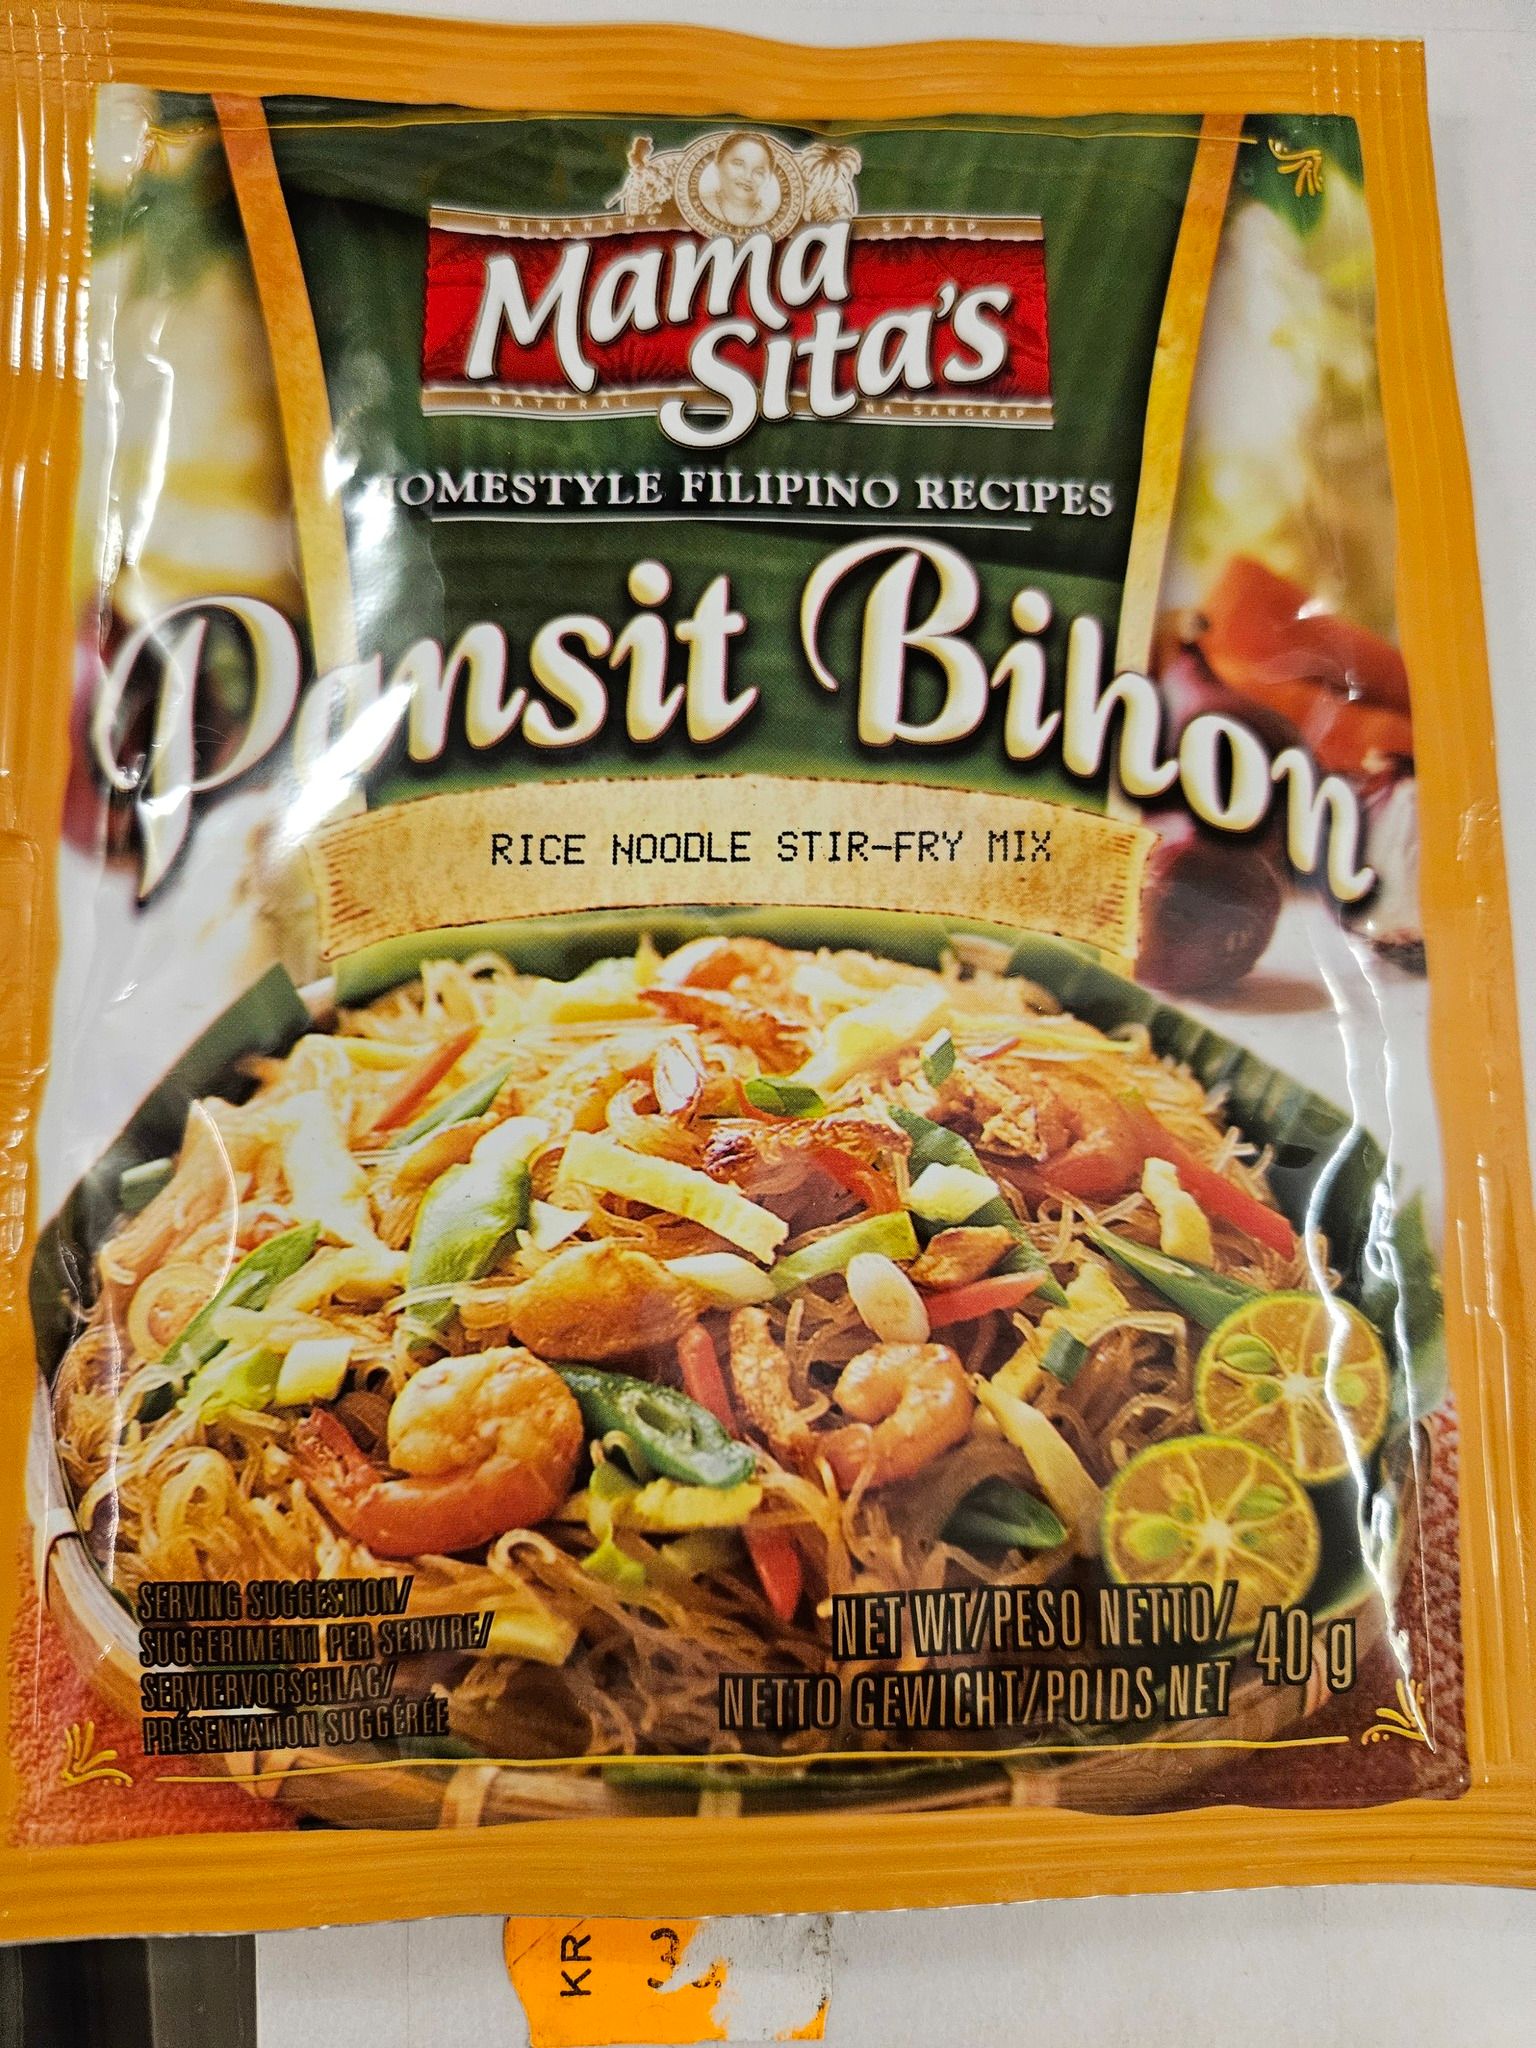 MINANANG SARAP
Mama
Sita's
NATURAL NA SANGKAP
HOMESTYLE FILIPINO RECIPES
Pansit Bihon
RICE NOODLE STIR-FRY MIX
SERVING SUGGESTION/
SUGGERIMENTI PER SERVIRE/
SERVIERVORSCHLAG/
PRÉSENTATION SUGGÉRÉE
NET WT/PESO NETTO/
NETTO GEWICHT/POIDS NET
40 g
KR